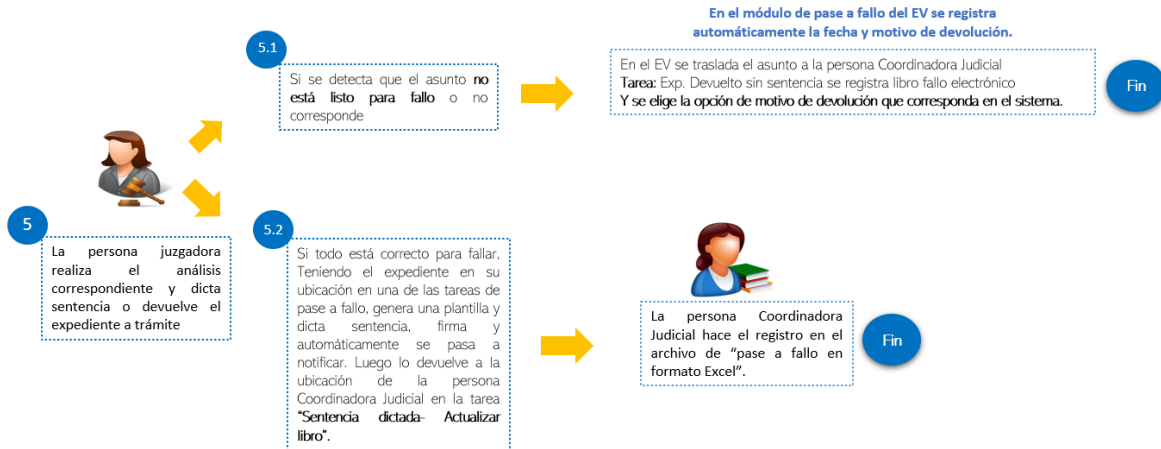 En el módulo de pase a fallo del EV se registra
automáticamente la fecha y motivo de devolución.
5.1
Si se detecta que el asunto no
está listo para fallo o no
corresponde
En el EV se traslada el asunto a la persona Coordinadora Judicial
Tarea: Exp. Devuelto sin sentencia se registra libro fallo electrónico
Y se elige la opción de motivo de devolución que corresponda en el sistema.
Fin
5
La persona juzgadora
realiza el análisis
correspondiente y dicta
sentencia o devuelve el
expediente a trámite
5.2
Si todo está correcto para fallar.
Teniendo el expediente en su
ubicación en una de las tareas de
pase a fallo, genera una plantilla y
dicta sentencia, firma y
automáticamente se pasa a
notificar. Luego lo devuelve a la
ubicación de la persona
Coordinadora Judicial en la tarea
"Sentencia dictada- Actualizar
libro".
La persona Coordinadora
Judicial hace el registro en el
archivo de “pase a fallo en
formato Excel”.
Fin